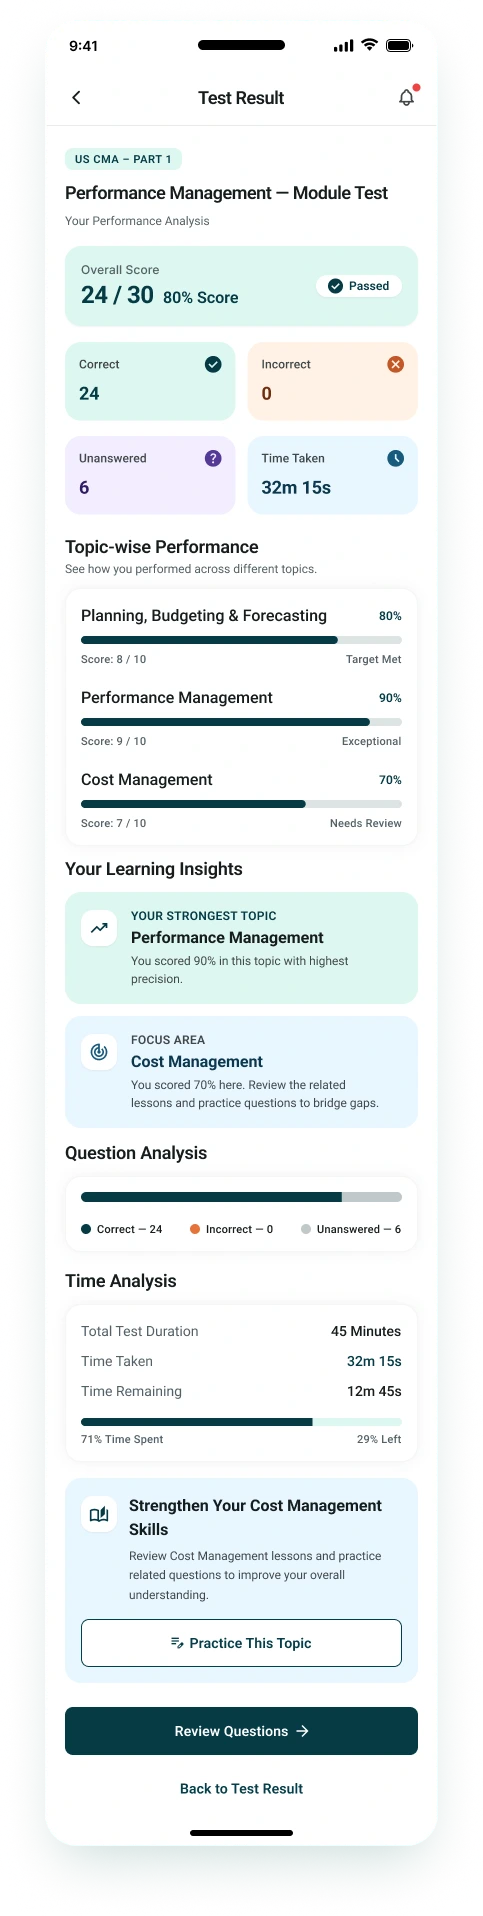 9:41
Test Result
US CMA – PART 1
Performance Management — Module Test
Your Performance Analysis
Overall Score
24 / 30 80% Score
Passed
Correct
24
Incorrect
0
Unanswered
6
Time Taken
32m 15s
Topic-wise Performance
See how you performed across different topics.
Planning, Budgeting & Forecasting 80%
Score: 8 / 10 Target Met
Performance Management 90%
Score: 9 / 10 Exceptional
Cost Management 70%
Score: 7 / 10 Needs Review
Your Learning Insights
YOUR STRONGEST TOPIC
Performance Management
You scored 90% in this topic with highest
precision.
FOCUS AREA
Cost Management
You scored 70% here. Review the related
lessons and practice questions to bridge gaps.
Question Analysis
Correct — 24 Incorrect — 0 Unanswered — 6
Time Analysis
Total Test Duration 45 Minutes
Time Taken 32m 15s
Time Remaining 12m 45s
71% Time Spent 29% Left
Strengthen Your Cost Management
Skills
Review Cost Management lessons and practice
related questions to improve your overall
understanding.
Practice This Topic
Review Questions →
Back to Test Result